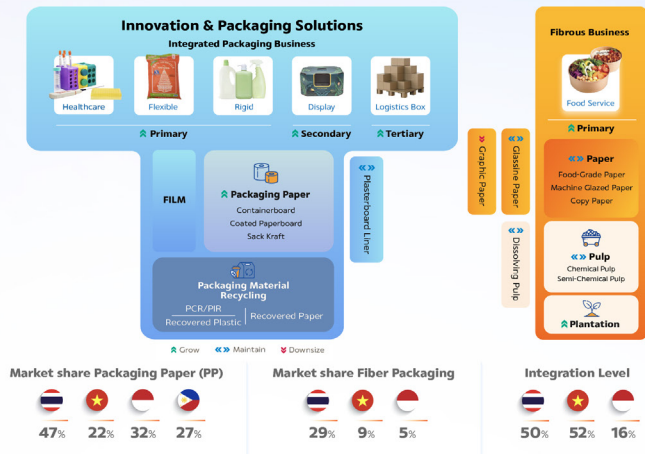 Innovation & Packaging Solutions
Integrated Packaging Business
Healthcare
Flexible
Rigid
Display
Logistics Box
Primary
Secondary
Tertiary
FILM
Packaging Paper
Containerboard
Coated Paperboard
Sack Kraft
Plasterboard Liner
Packaging Material
Recycling
PCR/PIR
Recovered Plastic
Recovered Paper
Grow
Maintain
Downsize
Fibrous Business
Food Service
Primary
Graphic Paper
Glassine Paper
Dissolving Pulp
Paper
Food-Grade Paper
Machine Glazed Paper
Copy Paper
Pulp
Chemical Pulp
Semi-Chemical Pulp
Plantation
Market share Packaging Paper (PP)
47% 22% 32% 27%
Market share Fiber Packaging
29% 9% 5%
Integration Level
50% 52% 16%